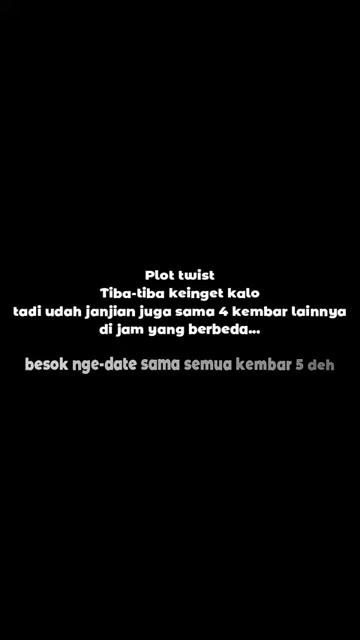 Plot twist
Tiba-tiba keinget kalo
tadi udah janjian juga sama 4 kembar lainnya
di jam yang berbeda...
besok nge-date sama semua kembar 5 deh